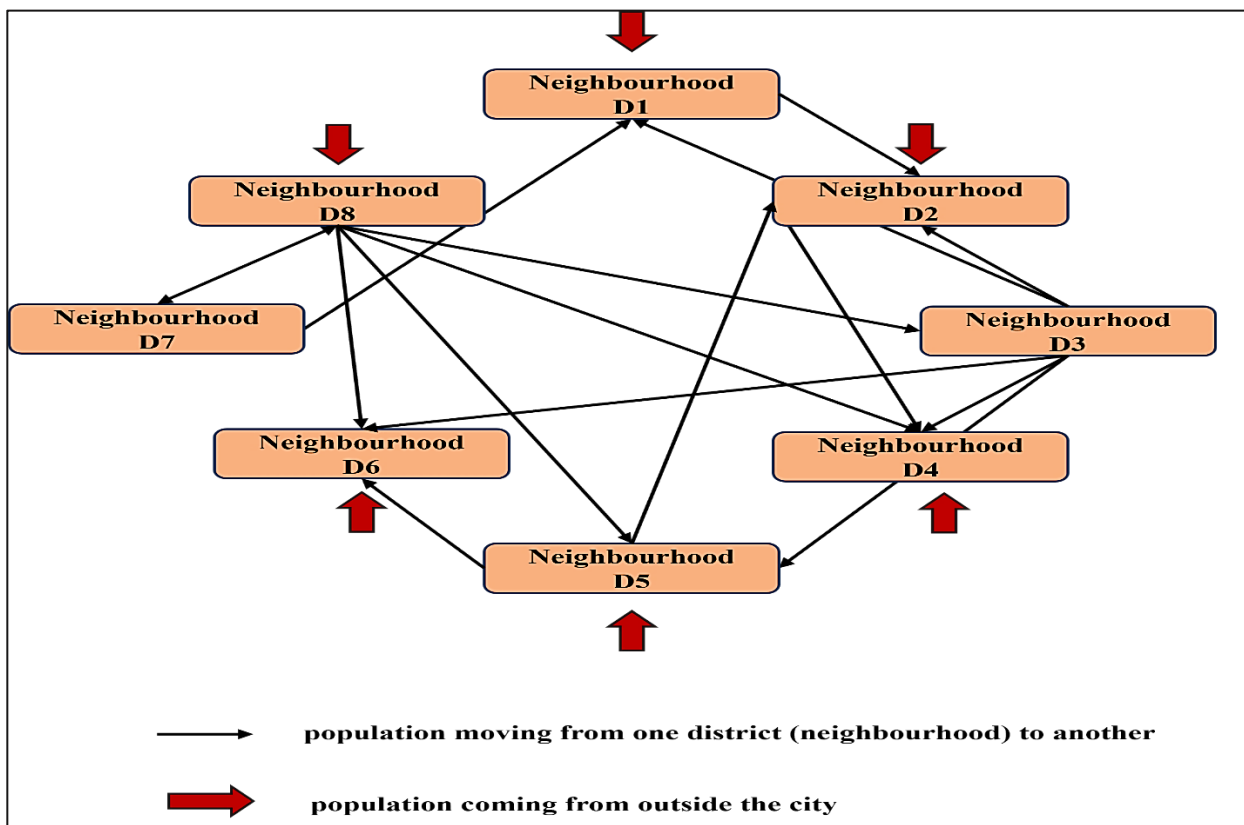 Neighbourhood
D1
Neighbourhood
D8
Neighbourhood
D2
Neighbourhood
D7
Neighbourhood
D3
Neighbourhood
D6
Neighbourhood
D4
Neighbourhood
D5
population moving from one district (neighbourhood) to another
population coming from outside the city